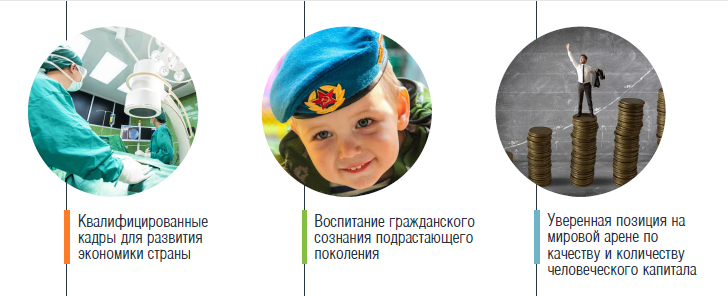 Квалифицированные
кадры для развития
экономики страны
Воспитание гражданского
сознания подрастающего
поколения
Уверенная позиция на
мировой арене по
качеству и количеству
человеческого капитала